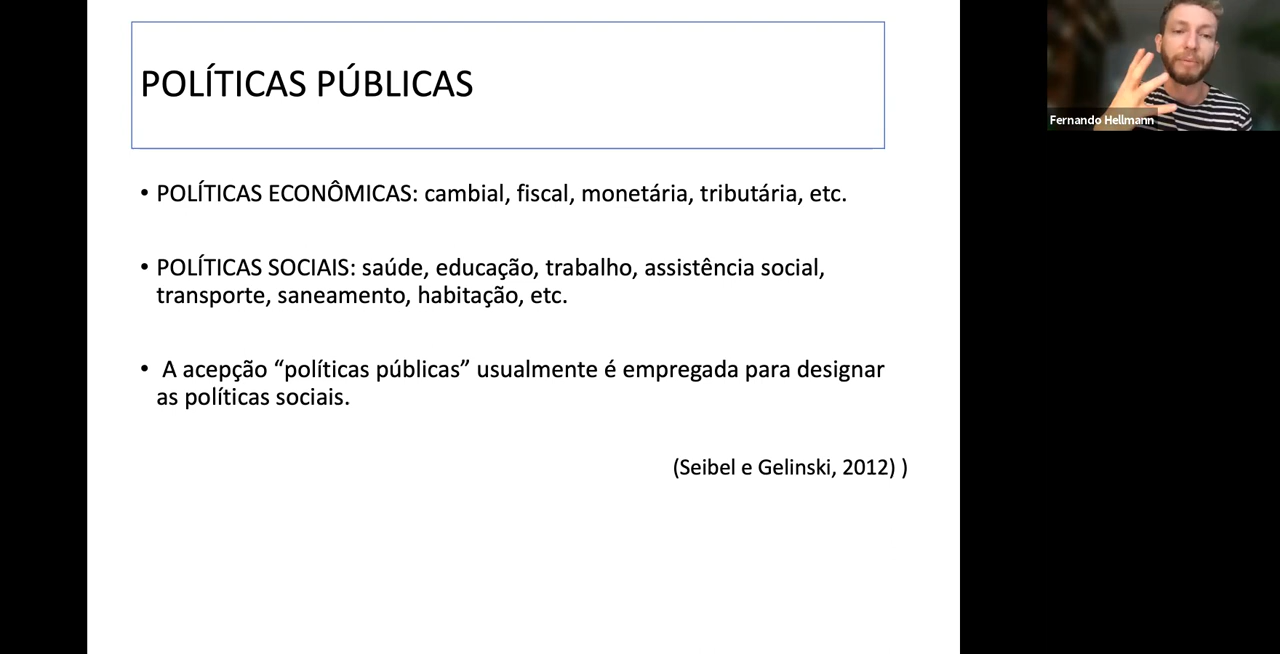 POLÍTICAS PÚBLICAS
Fernando Hellmann
• POLÍTICAS ECONÔMICAS: cambial, fiscal, monetária, tributária, etc.
• POLÍTICAS SOCIAIS: saúde, educação, trabalho, assistência social,
transporte, saneamento, habitação, etc.
• A acepção “políticas públicas” usualmente é empregada para designar
as políticas sociais.
(Seibel e Gelinski, 2012) )